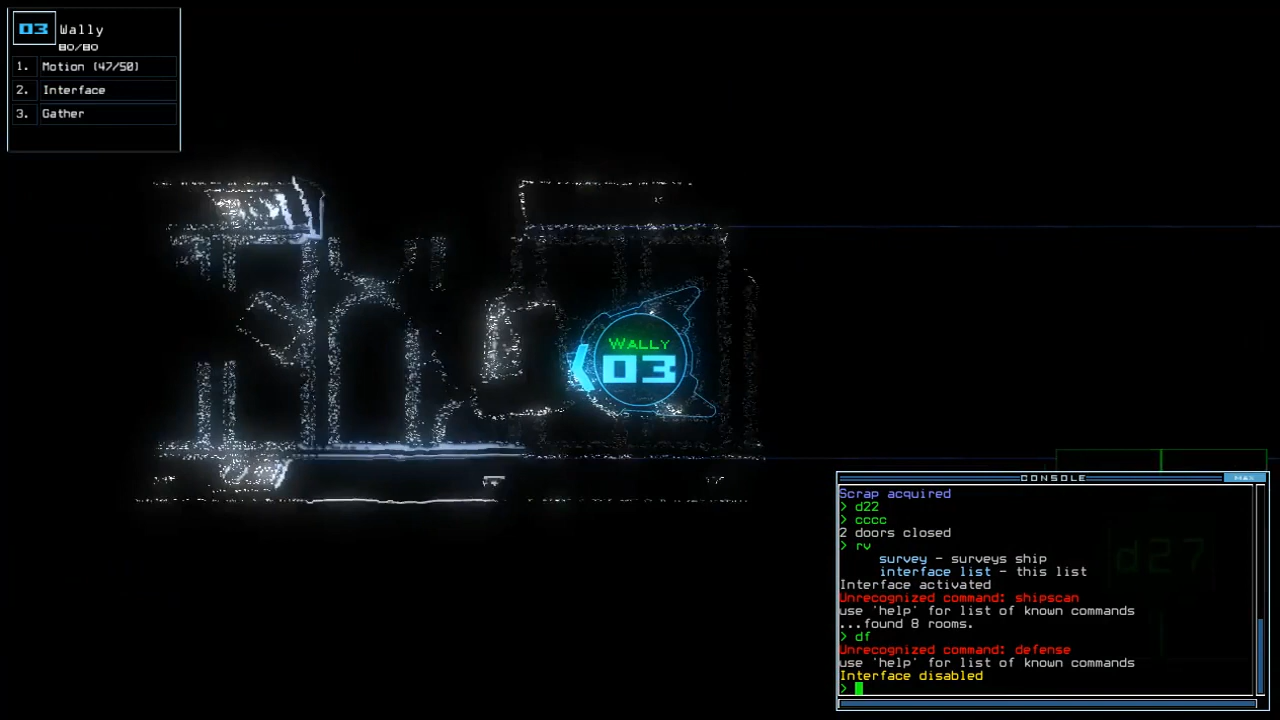 03 Wally
80/80
1. Motion (47/50)
2. Interface
3. Gather
WALLY
03
CONSOLE
MAX
Scrap acquired
> d22
> cccc
2 doors closed
> rv
survey - surveys ship
interface list - this list
Interface activated
Unrecognized command: shipscan
use 'help' for list of known commands
...found 8 rooms.
> df
Unrecognized command: defense
use 'help' for list of known commands
Interface disabled
>
d27